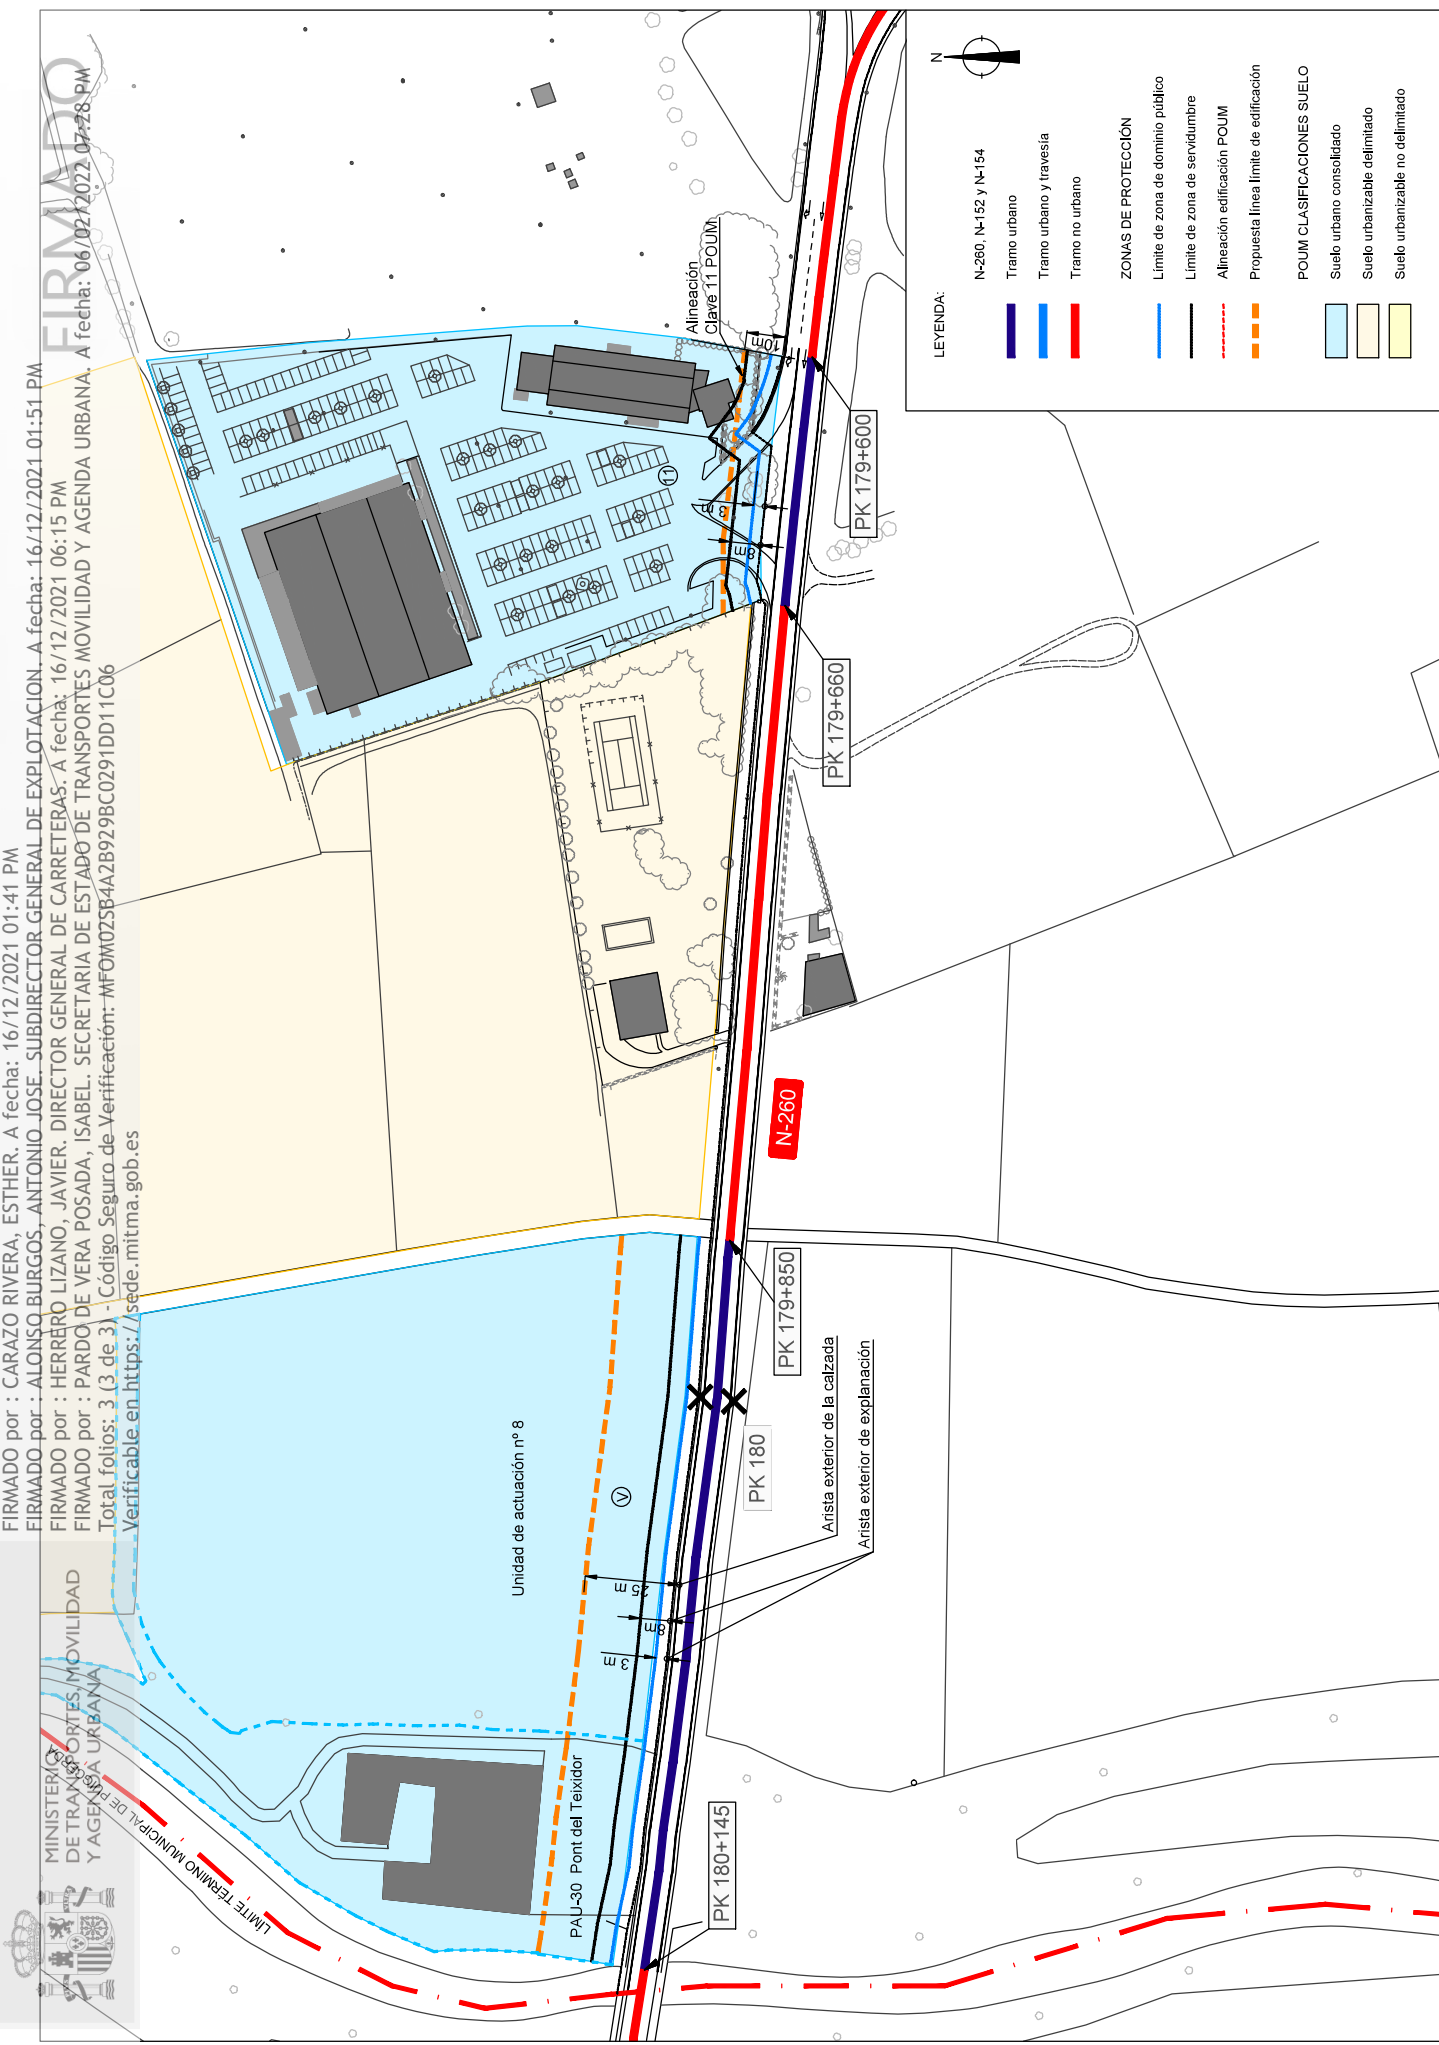 FIRMADO por : CARAZO RIVERA, ESTHER. A fecha: 16/12/2021 01:41 PM
FIRMADO por : ALONSO BURGOS, ANTONIO JOSE. SUBDIRECTOR GENERAL DE EXPLOTACION. A fecha: 16/12/2021 01:51 PM
FIRMADO por : HERRERO LIZANO, JAVIER. DIRECTOR GENERAL DE CARRETERAS. A fecha: 16/12/2021 06:15 PM
FIRMADO por : PARDO DE VERA POSADA, ISABEL. SECRETARIA DE ESTADO DE TRANSPORTES MOVILIDAD Y AGENDA URBANA. A fecha: 06/02/2022 07:28 PM
Total folios: 3 (3 de 3) - Código Seguro de Verificación: MFOM02SB4A2B929BC0291DD11C06
Verificable en https://sede.mitma.gob.es
FIRMADO
MINISTERIO
DE TRANSPORTES, MOVILIDAD
Y AGENDA URBANA
LÍMITE TÉRMINO MUNICIPAL DE PUIGCERDÀ
Unidad de actuación nº 8
V
PAU-30 Pont del Teixidor
3 m
8m
25 m
PK 180+145
PK 180
Arista exterior de la calzada
Arista exterior de explanación
PK 179+850
N-260
PK 179+660
PK 179+600
11
8m
3 m
10m
Alineación
Clave 11 POUM
LEYENDA:
N
N-260, N-152 y N-154
Tramo urbano
Tramo urbano y travesía
Tramo no urbano
ZONAS DE PROTECCIÓN
Límite de zona de dominio público
Límite de zona de servidumbre
Alineación edificación POUM
Propuesta línea límite de edificación
POUM CLASIFICACIONES SUELO
Suelo urbano consolidado
Suelo urbanizable delimitado
Suelo urbanizable no delimitado